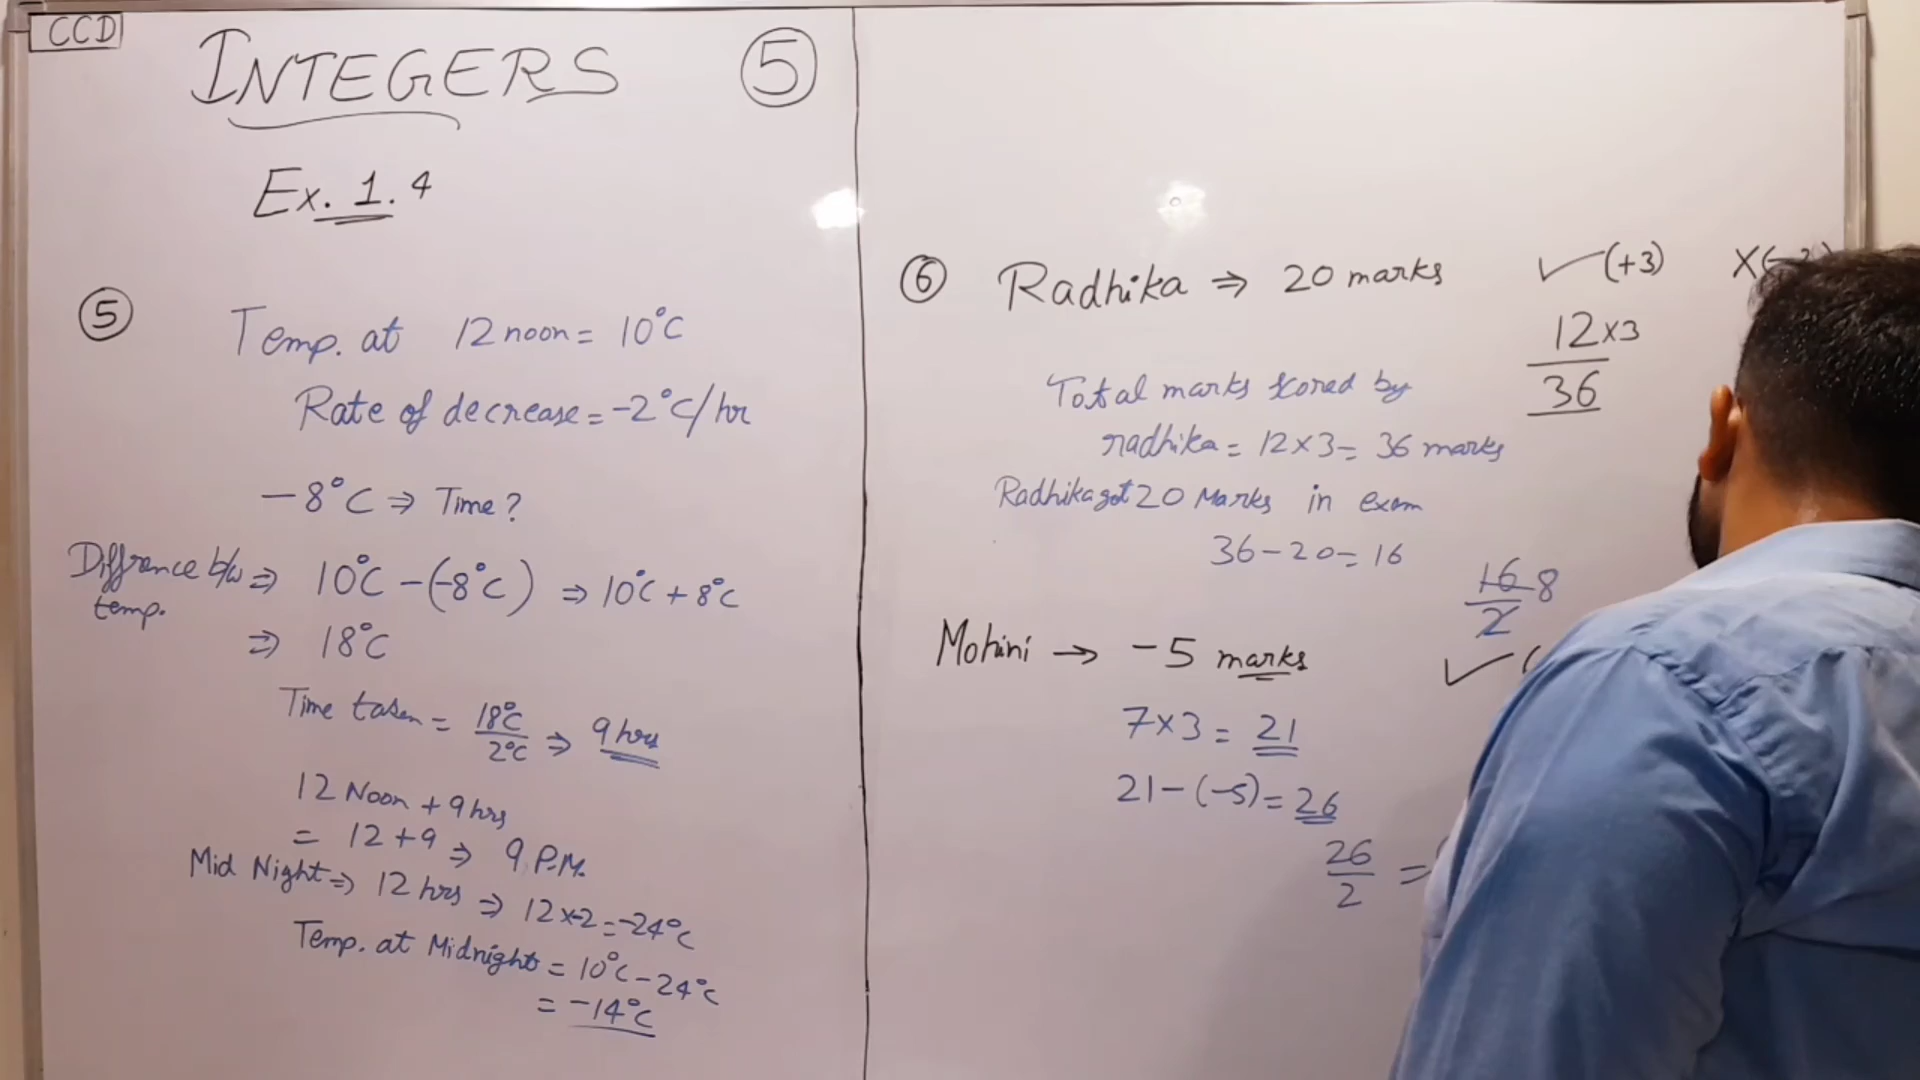 CCD
INTEGERS
5
Ex. 1.4
5
Temp. at 12 noon = 10°C
Rate of decrease = -2°C/hr
-8°C ⇒ Time?
Diffrence b/w ⇒ 10°C - (-8°C) ⇒ 10°C + 8°C
temp.
⇒ 18°C
Time taken = 18°C/2°C ⇒ 9 hrs
12 Noon + 9 hrs
= 12 + 9 ⇒ 9 P.M.
Mid Night ⇒ 12 hrs ⇒ 12 x -2 = -24°C
Temp. at Midnight = 10°C - 24°C
= -14°C
6 Radhika ⇒ 20 marks ✓(+3)
12 x 3
36
Total marks scored by
radhika = 12 x 3 = 36 marks
Radhika got 20 Marks in exam
36 - 20 = 16
16/2 8
Mohini → -5 marks ✓(
7 x 3 = 21
21 - (-5) = 26
26/2 =